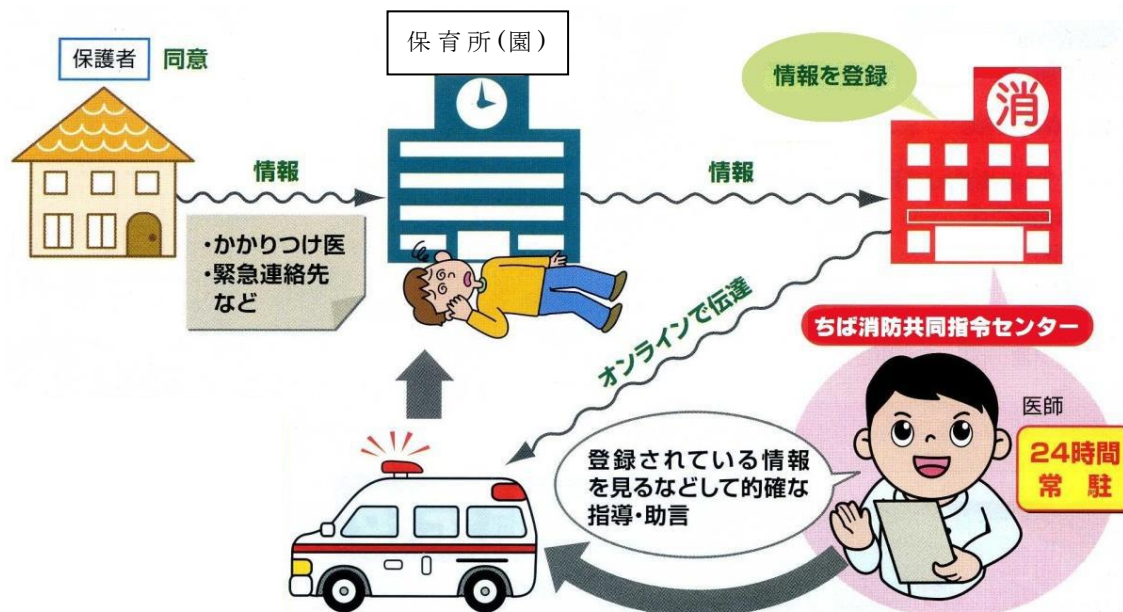 保護者 同意
保育所(園)
情報を登録
消
情報
情報
・かかりつけ医
・緊急連絡先
など
オンラインで伝達
ちば消防共同指令センター
医師
24時間
常駐
登録されている情報
を見るなどして的確な
指導・助言